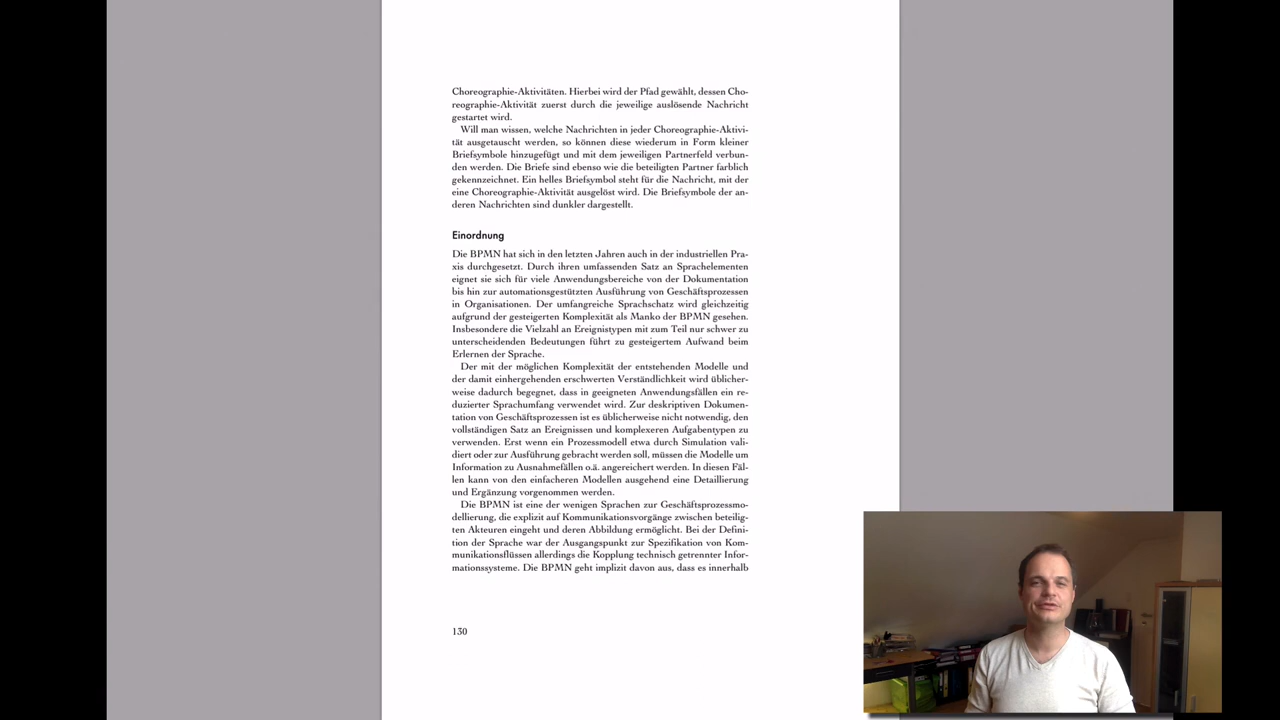 Choreographie-Aktivitäten. Hierbei wird der Pfad gewählt, dessen Cho-
reographie-Aktivität zuerst durch die jeweilige auslösende Nachricht
gestartet wird.
Will man wissen, welche Nachrichten in jeder Choreographie-Aktivi-
tät ausgetauscht werden, so können diese wiederum in Form kleiner
Briefsymbole hinzugefügt und mit dem jeweiligen Partnerfeld verbun-
den werden. Die Briefe sind ebenso wie die beteiligten Partner farblich
gekennzeichnet. Ein helles Briefsymbol steht für die Nachricht, mit der
eine Choreographie-Aktivität ausgelöst wird. Die Briefsymbole der an-
deren Nachrichten sind dunkler dargestellt.
Einordnung
Die BPMN hat sich in den letzten Jahren auch in der industriellen Pra-
xis durchgesetzt. Durch ihren umfassenden Satz an Sprachelementen
eignet sie sich für viele Anwendungsbereiche von der Dokumentation
bis hin zur automationsgestützten Ausführung von Geschäftsprozessen
in Organisationen. Der umfangreiche Sprachschatz wird gleichzeitig
aufgrund der gesteigerten Komplexität als Manko der BPMN gesehen.
Insbesondere die Vielzahl an Ereignistypen mit zum Teil nur schwer zu
unterscheidenden Bedeutungen führt zu gesteigertem Aufwand beim
Erlernen der Sprache.
Der mit der möglichen Komplexität der entstehenden Modelle und
der damit einhergehenden erschwerten Verständlichkeit wird üblicher-
weise dadurch begegnet, dass in geeigneten Anwendungsfällen ein re-
duzierter Sprachumfang verwendet wird. Zur deskriptiven Dokumen-
tation von Geschäftsprozessen ist es üblicherweise nicht notwendig, den
vollständigen Satz an Ereignissen und komplexeren Aufgabentypen zu
verwenden. Erst wenn ein Prozessmodell etwa durch Simulation vali-
diert oder zur Ausführung gebracht werden soll, müssen die Modelle um
Information zu Ausnahmefällen o.ä. angereichert werden. In diesen Fäl-
len kann von den einfacheren Modellen ausgehend eine Detaillierung
und Ergänzung vorgenommen werden.
Die BPMN ist eine der wenigen Sprachen zur Geschäftsprozessmo-
dellierung, die explizit auf Kommunikationsvorgänge zwischen beteilig-
ten Akteuren eingeht und deren Abbildung ermöglicht. Bei der Defini-
tion der Sprache war der Ausgangspunkt zur Spezifikation von Kom-
munikationsflüssen allerdings die Kopplung technisch getrennter Infor-
mationssysteme. Die BPMN geht implizit davon aus, dass es innerhalb
130